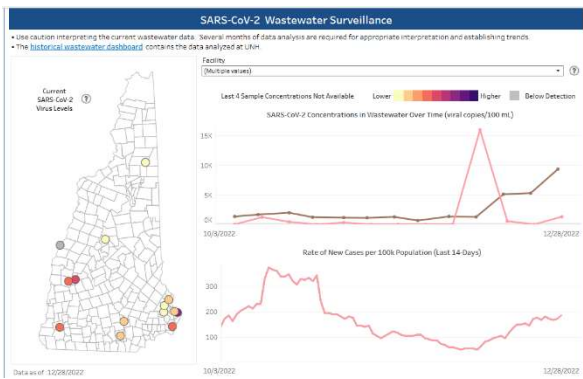 SARS-CoV-2 Wastewater Surveillance
• Use caution interpreting the current wastewater data. Several months of data analysis are required for appropriate interpretation and establishing trends.
• The historical wastewater dashboard contains the data analyzed at UNH.
Current
SARS-CoV-2
Virus Levels
?
Facility
(Multiple values)
?
Last 4 Sample Concentrations Not Available
Lower
Higher
Below Detection
SARS-CoV-2 Concentrations in Wastewater Over Time (viral copies/100 mL)
15K
10K
5K
0K
10/3/2022
12/28/2022
Rate of New Cases per 100k Population (Last 14-Days)
300
200
100
10/3/2022
12/28/2022
Data as of 12/28/2022